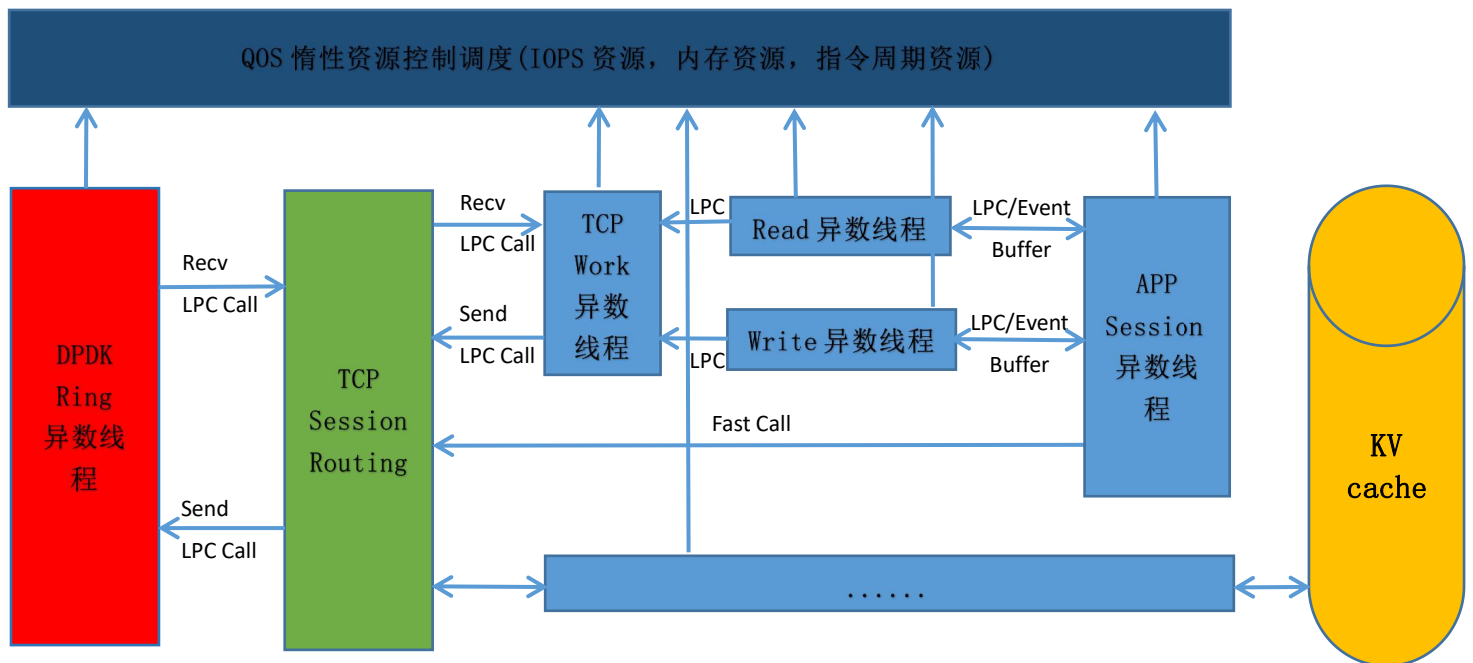 QOS 惰性资源控制调度(IOPS 资源, 内存资源, 指令周期资源)
DPDK
Ring
异数线
程
Recv
LPC Call
Send
LPC Call
TCP
Session
Routing
Recv
LPC Call
Send
LPC Call
TCP
Work
异数
线程
LPC
LPC
Read 异数线程
Write 异数线程
LPC/Event
Buffer
LPC/Event
Buffer
APP
Session
异数线
程
Fast Call
......
KV
cache